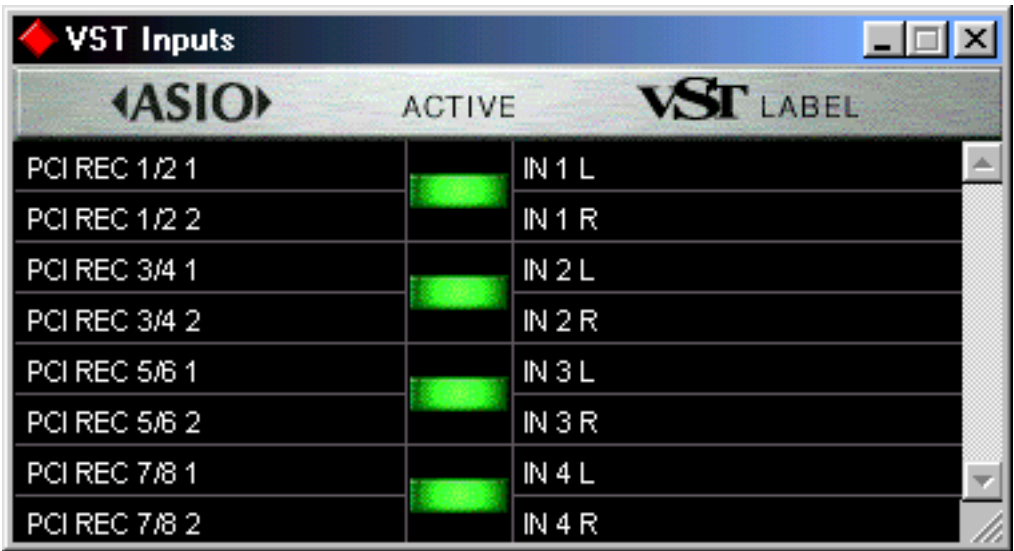 VST Inputs
ASIO ACTIVE VST LABEL
PCI REC 1/2 1 IN 1 L
PCI REC 1/2 2 IN 1 R
PCI REC 3/4 1 IN 2 L
PCI REC 3/4 2 IN 2 R
PCI REC 5/6 1 IN 3 L
PCI REC 5/6 2 IN 3 R
PCI REC 7/8 1 IN 4 L
PCI REC 7/8 2 IN 4 R